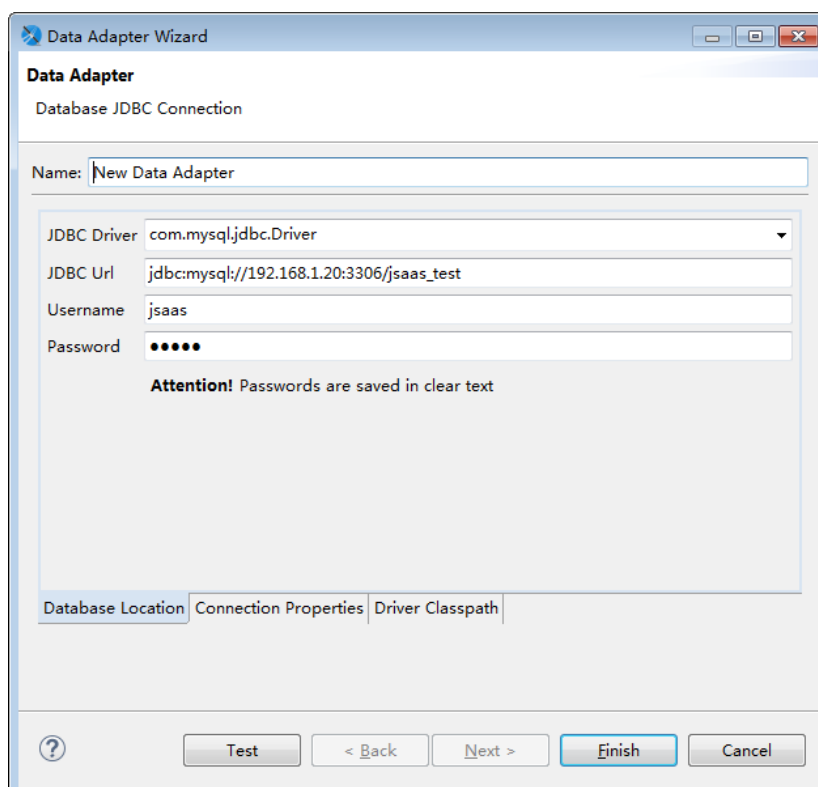 Data Adapter Wizard
Data Adapter
Database JDBC Connection
Name: New Data Adapter
JDBC Driver com.mysql.jdbc.Driver
JDBC Url jdbc:mysql://192.168.1.20:3306/jsaas_test
Username jsaas
Password ●●●●●
Attention! Passwords are saved in clear text
Database Location Connection Properties Driver Classpath
? Test < Back Next > Finish Cancel